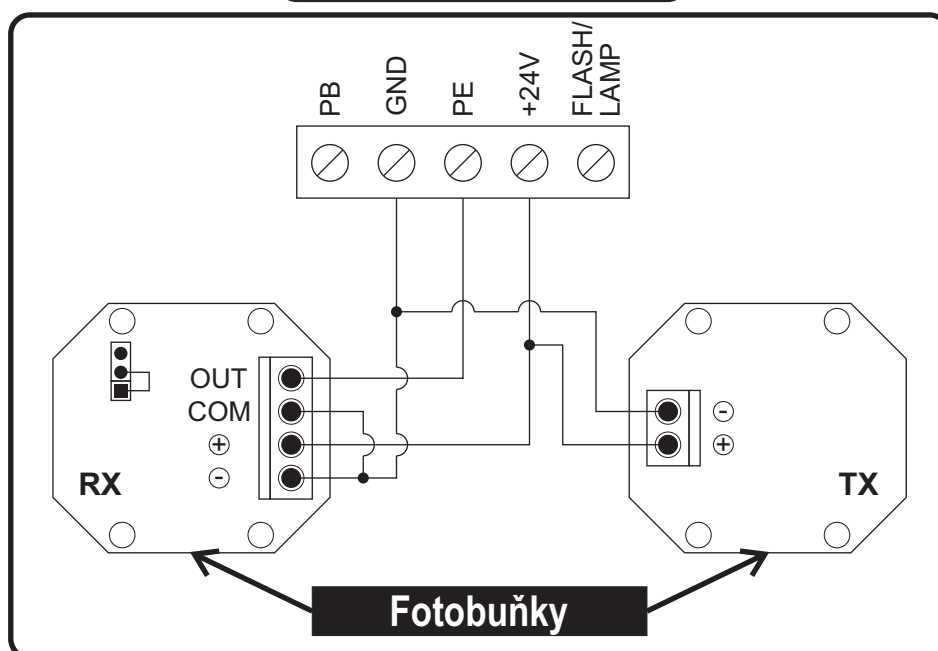 PB
GND
PE
+24V
FLASH/
LAMP
OUT
COM
+
-
RX
-
+
TX
Fotobuňky